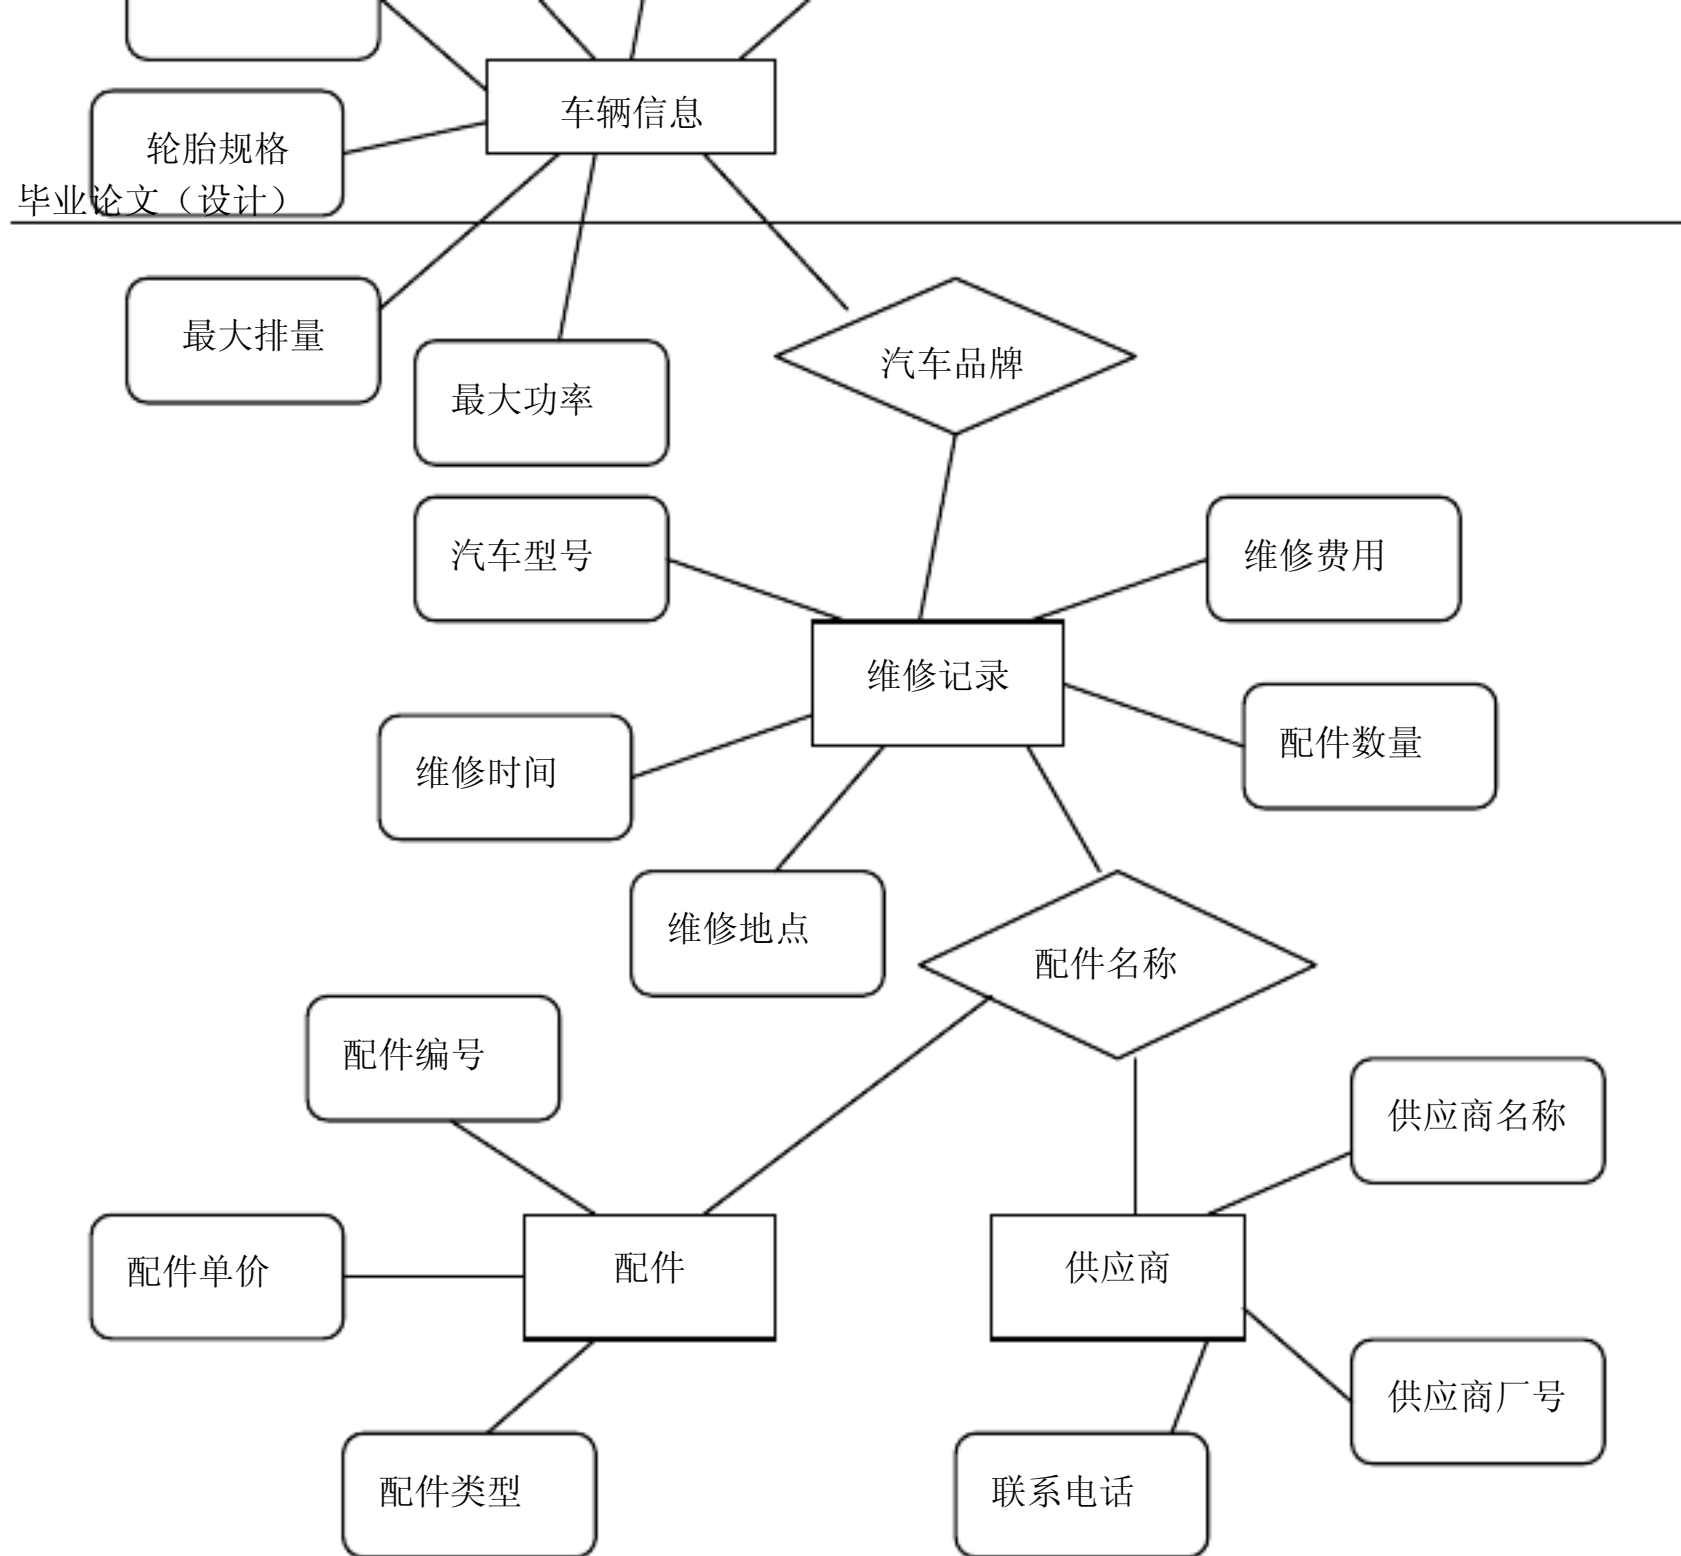 车辆信息
轮胎规格
毕业论文（设计）
最大排量
汽车品牌
最大功率
汽车型号
维修费用
维修记录
配件数量
维修时间
维修地点
配件名称
配件编号
供应商名称
配件单价
配件
供应商
供应商厂号
配件类型
联系电话